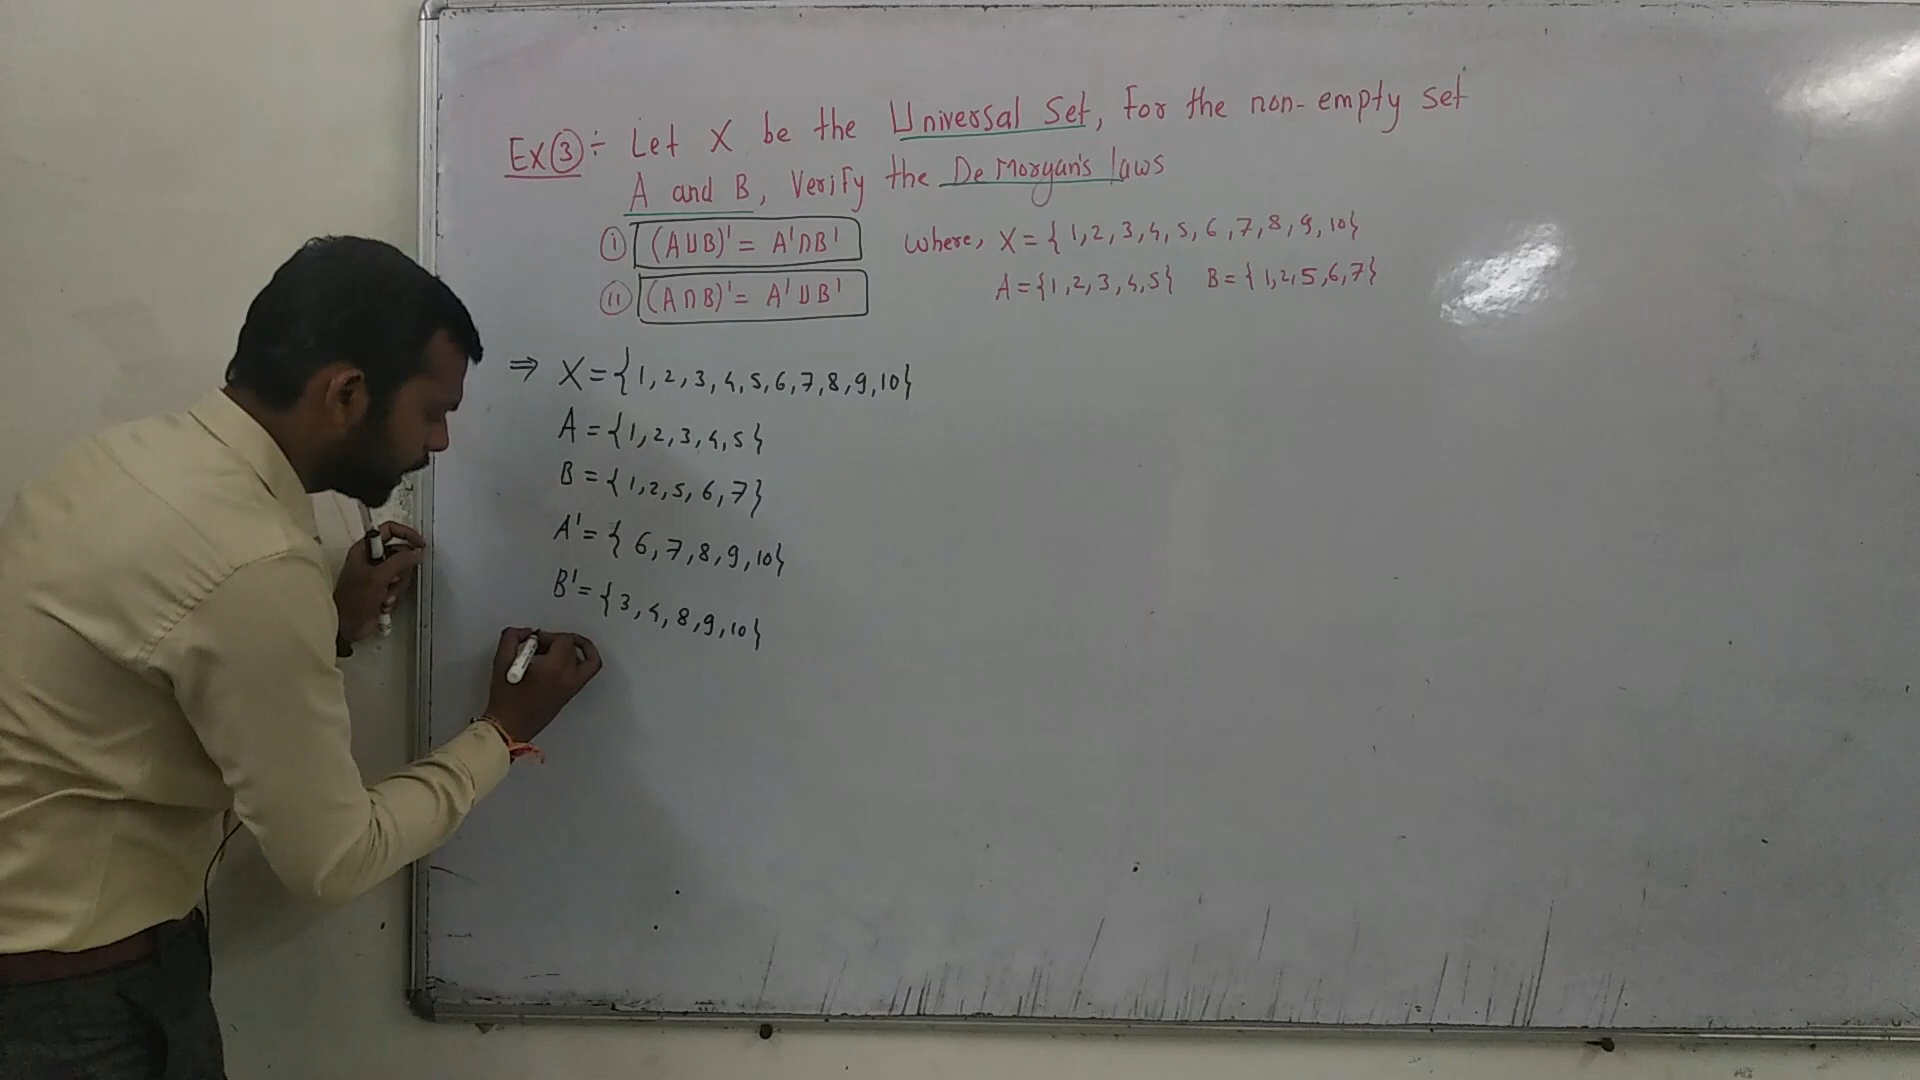 Ex③÷ Let X be the Universal Set, For the non-empty set
A and B, Verify the De Morgan's laws
ⓘ (A∪B)' = A'∩B' where, X = { 1,2,3,4,5,6,7,8,9,10}
ⓘⓘ (A∩B)' = A'∪B' A={1,2,3,4,5} B={1,2,5,6,7}
⇒ X={1,2,3,4,5,6,7,8,9,10}
A={1,2,3,4,5}
B={1,2,5,6,7}
A'={ 6,7,8,9,10}
B'={3,4,8,9,10}